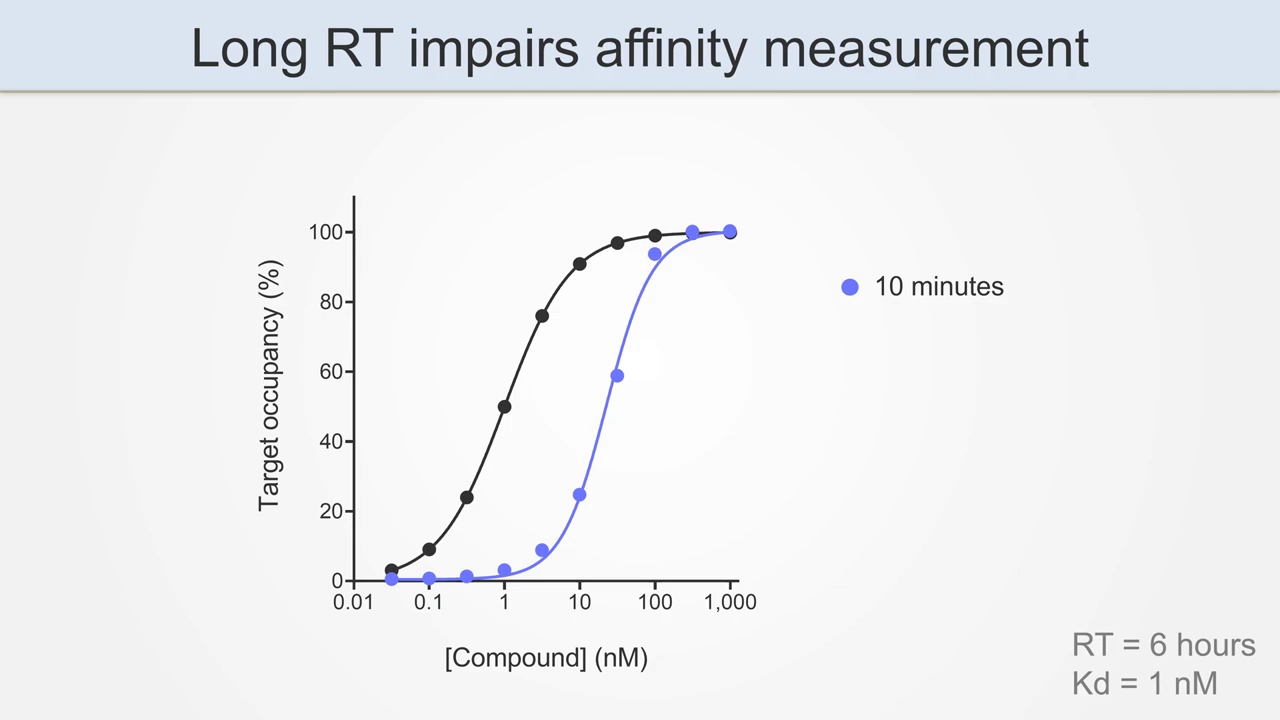 Long RT impairs affinity measurement
100
80
60
40
20
0
Target occupancy (%)
0.01 0.1 1 10 100 1,000
[Compound] (nM)
10 minutes
RT = 6 hours
Kd = 1 nM